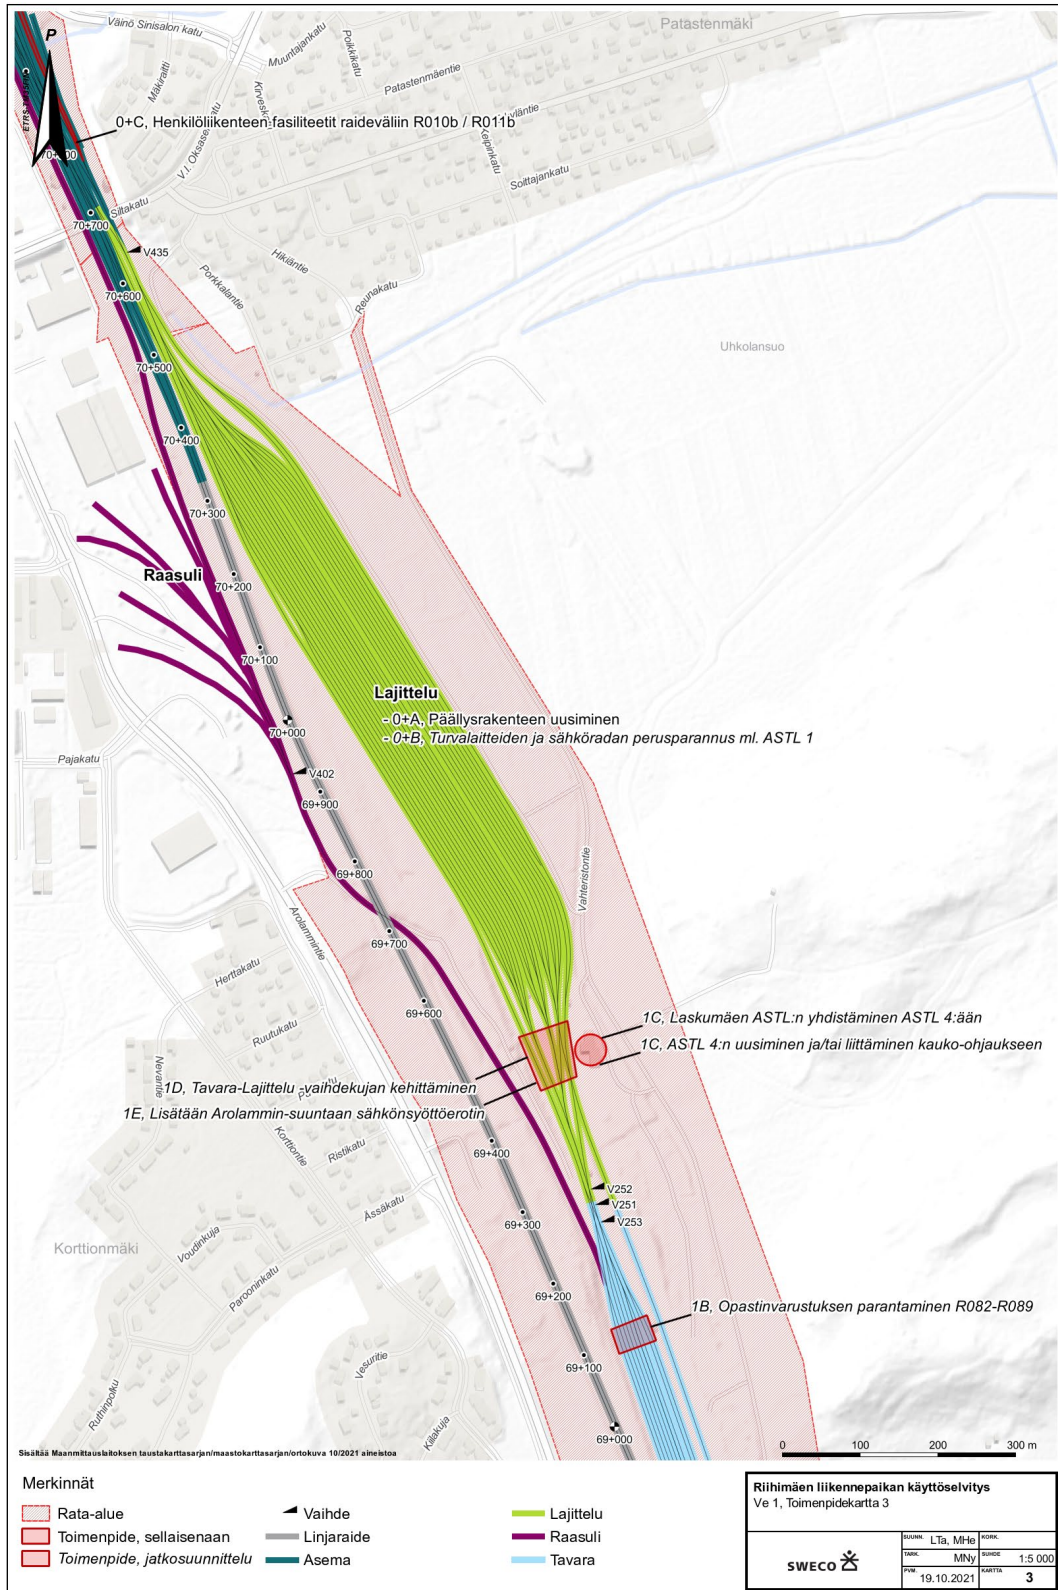 Väinö Sinisalon katu
Patastenmäki
P
Muuntajankatu
Poikkikatu
Mäkiraitti
Patastenmäentie
0+C, Henkilöliikenteen fasiliteetit raideväliin R010b / R011b
V.I. Oksasenkatu
Keipinkatu
Soittajankatu
Siltakatu
70+700
V435
Hikiäntie
Porkkalantie
70+600
Reunakatu
Uhkolansuo
70+500
70+400
70+300
Raasuli
70+200
70+100
Lajittelu
- 0+A, Päällysrakenteen uusiminen
- 0+B, Turvalaitteiden ja sähköradan perusparannus ml. ASTL 1
70+000
Pajakatu
V402
69+900
69+800
Vahteristontie
Arolammintie
69+700
Herttakatu
69+600
Ruutukatu
1C, Laskumäen ASTL:n yhdistäminen ASTL 4:ään
1C, ASTL 4:n uusiminen ja/tai liittäminen kauko-ohjaukseen
Nevantie
1D, Tavara-Lajittelu -vaihdekujan kehittäminen
1E, Lisätään Arolammin-suuntaan sähkönsyöttöerotin
Korttiontie
Ristikatu
69+400
Ässäkatu
V252
V251
V253
69+300
Voudinkuja
Korttionmäki
Parooninkatu
69+200
1B, Opastinvarustuksen parantaminen R082-R089
69+100
Vesuritie
Ruthinpolku
Kiilakuja
69+000
Sisältää Maanmittauslaitoksen taustakarttasarjan/maastokarttasarjan/ortokuva 10/2021 aineistoa
0 100 200 300 m
Merkinnät
Rata-alue
Toimenpide, sellaisenaan
Toimenpide, jatkosuunnittelu
Vaihde
Linjaraide
Asema
Lajittelu
Raasuli
Tavara
Riihimäen liikennepaikan käyttöselvitys
Ve 1, Toimenpidekartta 3
SWECO
SUUNN. LTa, MHe KORK.
TARK. MNy SUHDE 1:5 000
PVM. 19.10.2021 KARTTA 3